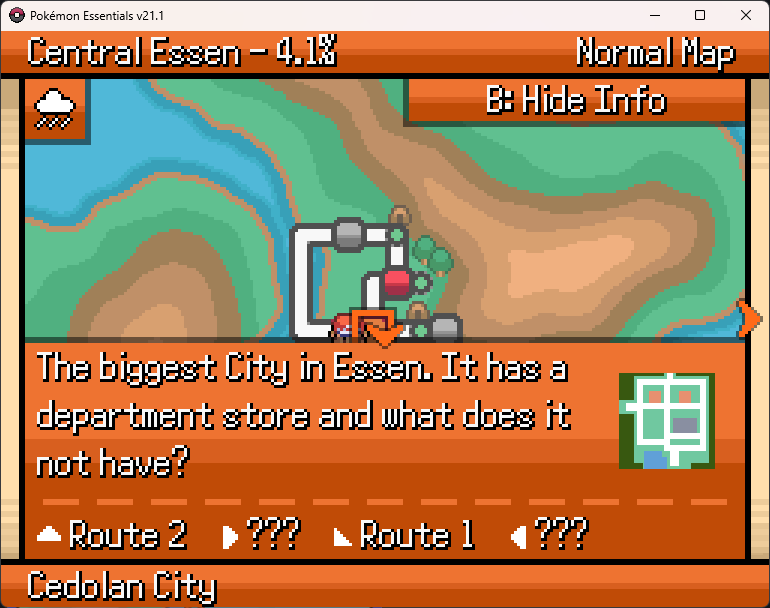 Pokémon Essentials v21.1
Central Essen - 4.1%
Normal Map
B: Hide Info
The biggest City in Essen. It has a
department store and what does it
not have?
Route 2 ??? Route 1 ???
Cedolan City